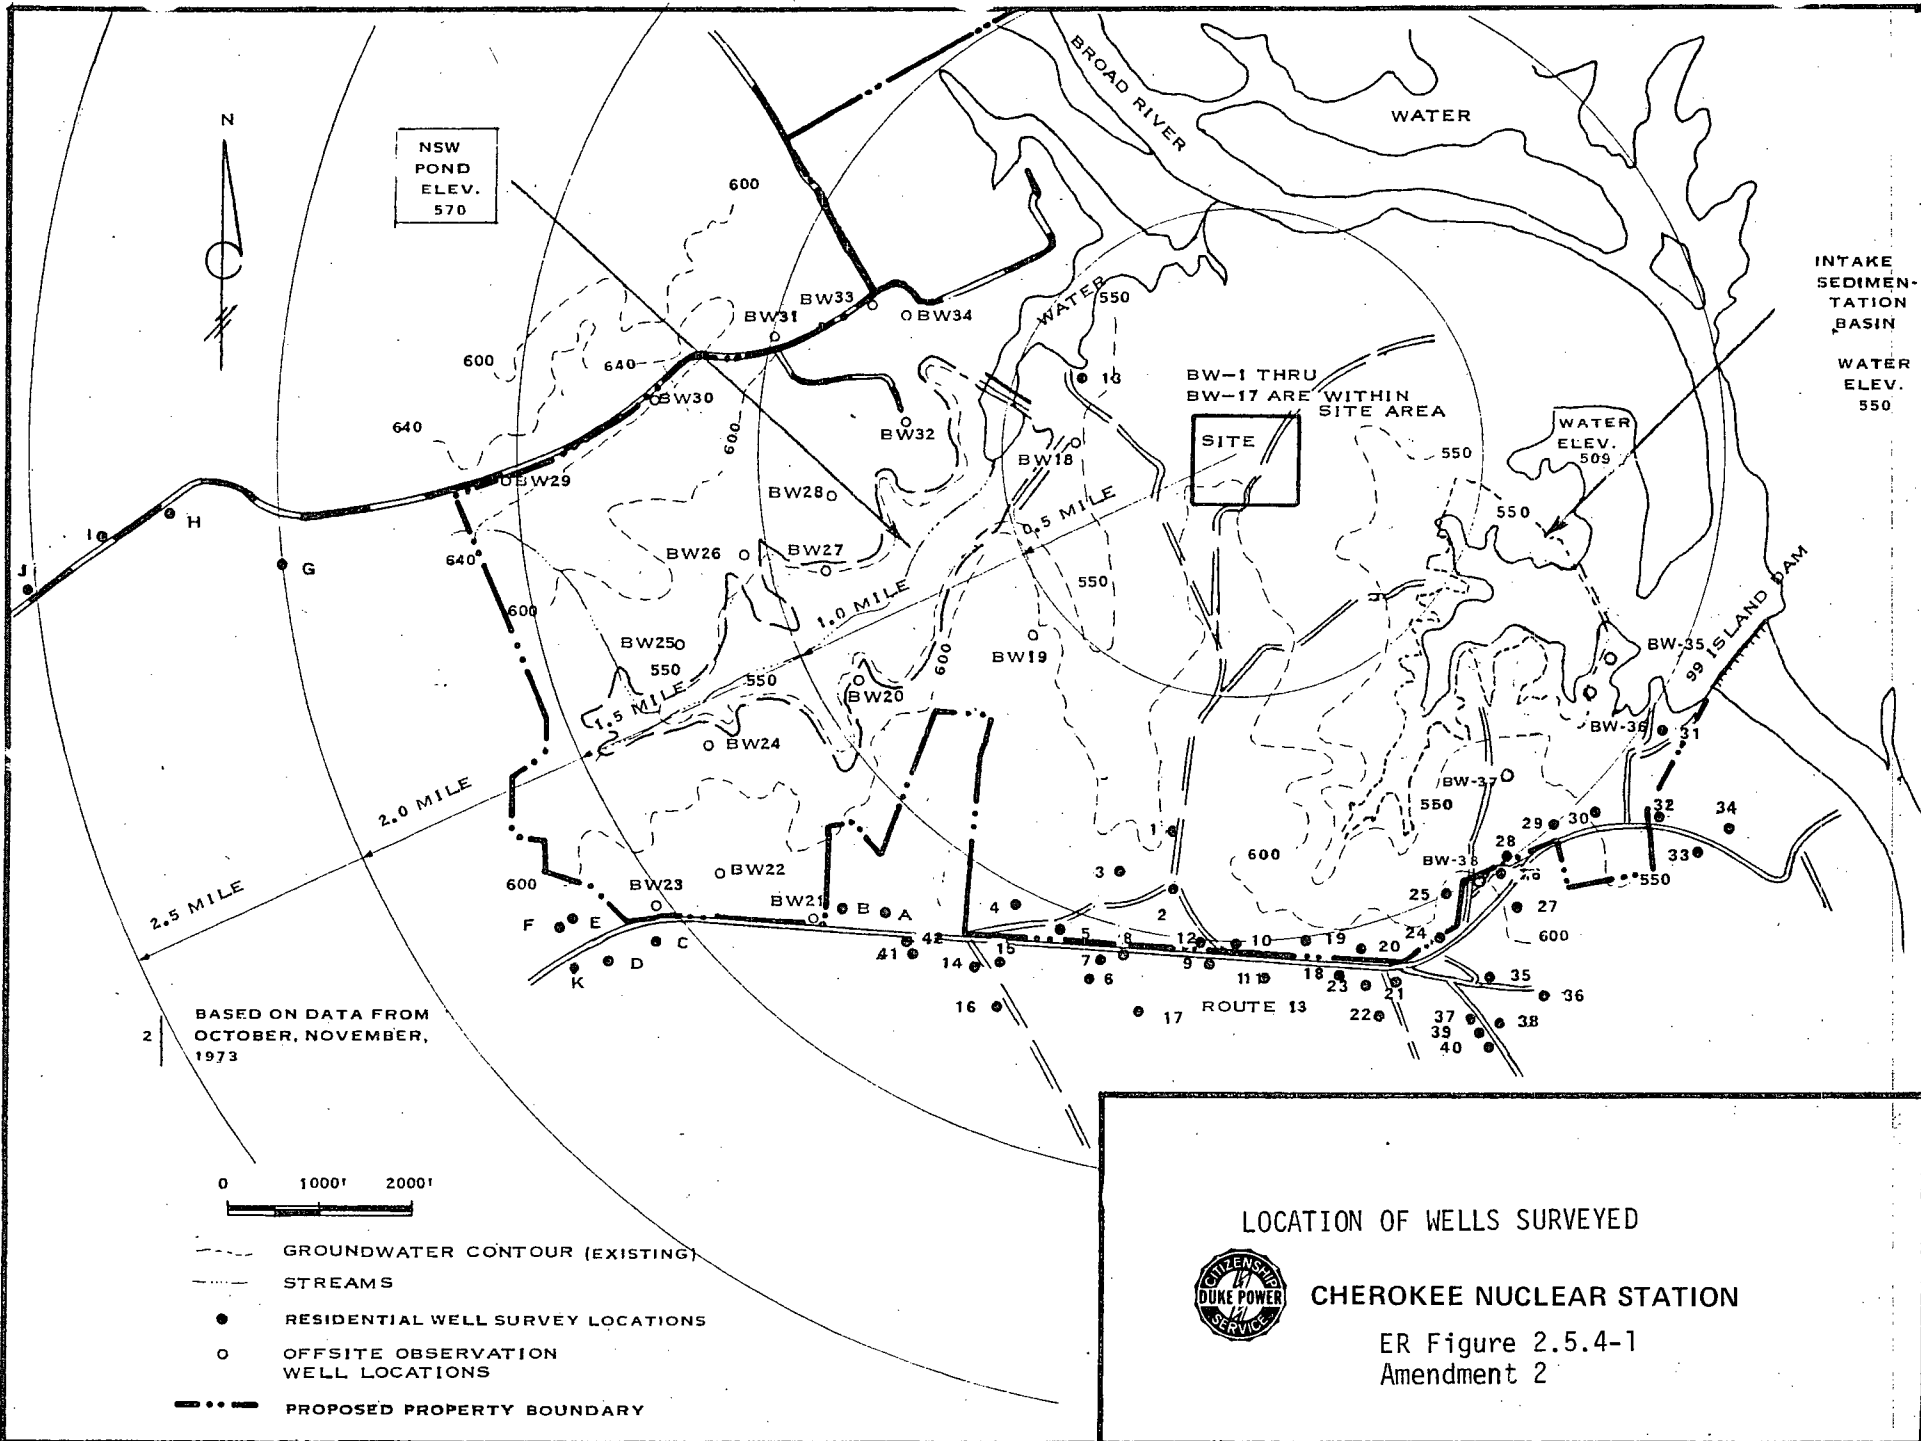 N
NSW
POND
ELEV.
570
BROAD RIVER
WATER
INTAKE
SEDIMEN-
TATION
BASIN
WATER
ELEV.
550
600
BW33
BW34
BW31
WATER
550
600
640
BW30
640
600
BW32
13
BW-1 THRU
BW-17 ARE WITHIN
SITE AREA
SITE
BW18
WATER
ELEV.
509
550
550
BW29
BW28
0.5 MILE
I
H
J
G
640
BW26
BW27
550
600
1.0 MILE
BW25
550
550
BW19
600
BW20
BW-35
99 ISLAND DAM
1.5 MILE
BW24
BW-36
31
BW-37
550
2.0 MILE
1
3
600
29
30
32
34
28
33
BW-38
26
550
600
BW23
BW22
BW21
B
A
4
2
25
27
600
2.5 MILE
F
E
C
D
K
41
42
14
15
5
8
7
6
12
9
10
11
19
18
20
24
23
21
22
35
36
16
17
ROUTE 13
37
38
39
40
2
BASED ON DATA FROM
OCTOBER, NOVEMBER,
1973
0 1000' 2000'
GROUNDWATER CONTOUR (EXISTING)
STREAMS
RESIDENTIAL WELL SURVEY LOCATIONS
OFFSITE OBSERVATION
WELL LOCATIONS
PROPOSED PROPERTY BOUNDARY
LOCATION OF WELLS SURVEYED
CITIZENSHIP
DUKE POWER
SERVICE
CHEROKEE NUCLEAR STATION
ER Figure 2.5.4-1
Amendment 2